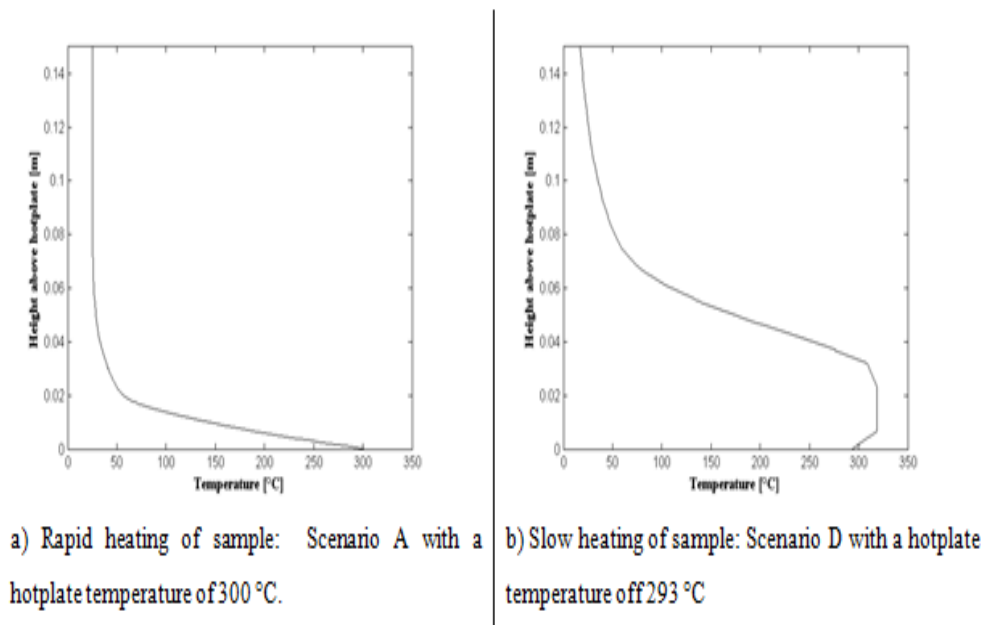 0.14
0.12
0.1
0.08
0.06
0.04
0.02
0
Height above hotplate [m]
0 50 100 150 200 250 300 350
Temperature [°C]
a) Rapid heating of sample: Scenario A with a
hotplate temperature of 300 °C.
0.14
0.12
0.1
0.08
0.06
0.04
0.02
0
Height above hotplate [m]
0 50 100 150 200 250 300 350
Temperature [°C]
b) Slow heating of sample: Scenario D with a hotplate
temperature off 293 °C